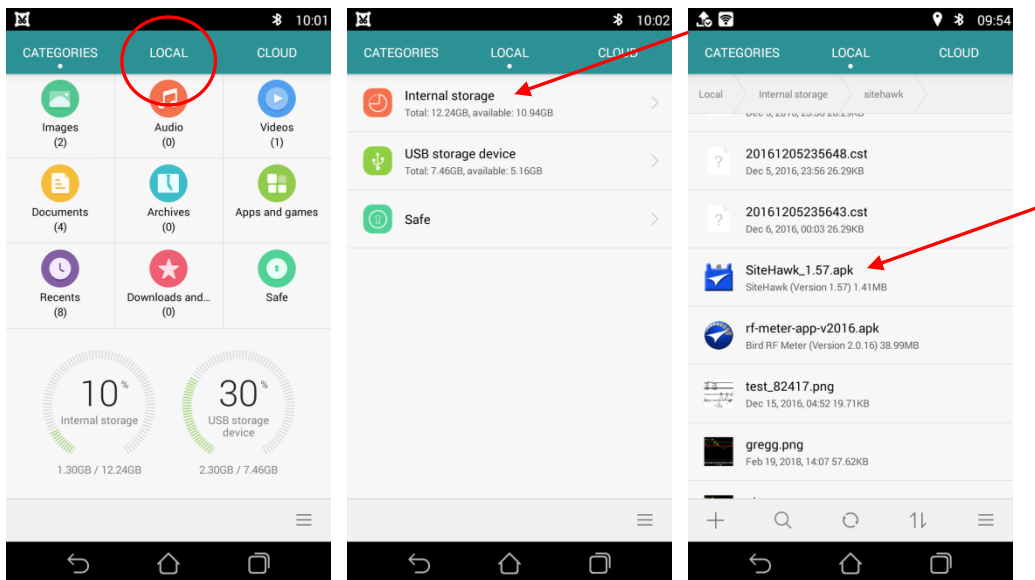 10:01
CATEGORIES LOCAL CLOUD
Images Audio Videos
(2) (0) (1)
Documents Archives Apps and games
(4) (0)
Recents Downloads and... Safe
(8) (0)
10%
Internal storage
30%
USB storage
device
1.30GB / 12.24GB 2.30GB / 7.46GB
10:02
CATEGORIES LOCAL CLOUD
Internal storage
Total: 12.24GB, available: 10.94GB
USB storage device
Total: 7.46GB, available: 5.16GB
Safe
09:54
CATEGORIES LOCAL CLOUD
Local Internal storage sitehawk
20161205235648.cst
Dec 5, 2016, 23:56 26.29KB
20161205235643.cst
Dec 6, 2016, 00:03 26.29KB
SiteHawk_1.57.apk
SiteHawk (Version 1.57) 1.41MB
rf-meter-app-v2016.apk
Bird RF Meter (Version 2.0.16) 38.99MB
test_82417.png
Dec 15, 2016, 04:52 19.71KB
gregg.png
Feb 19, 2018, 14:07 57.62KB